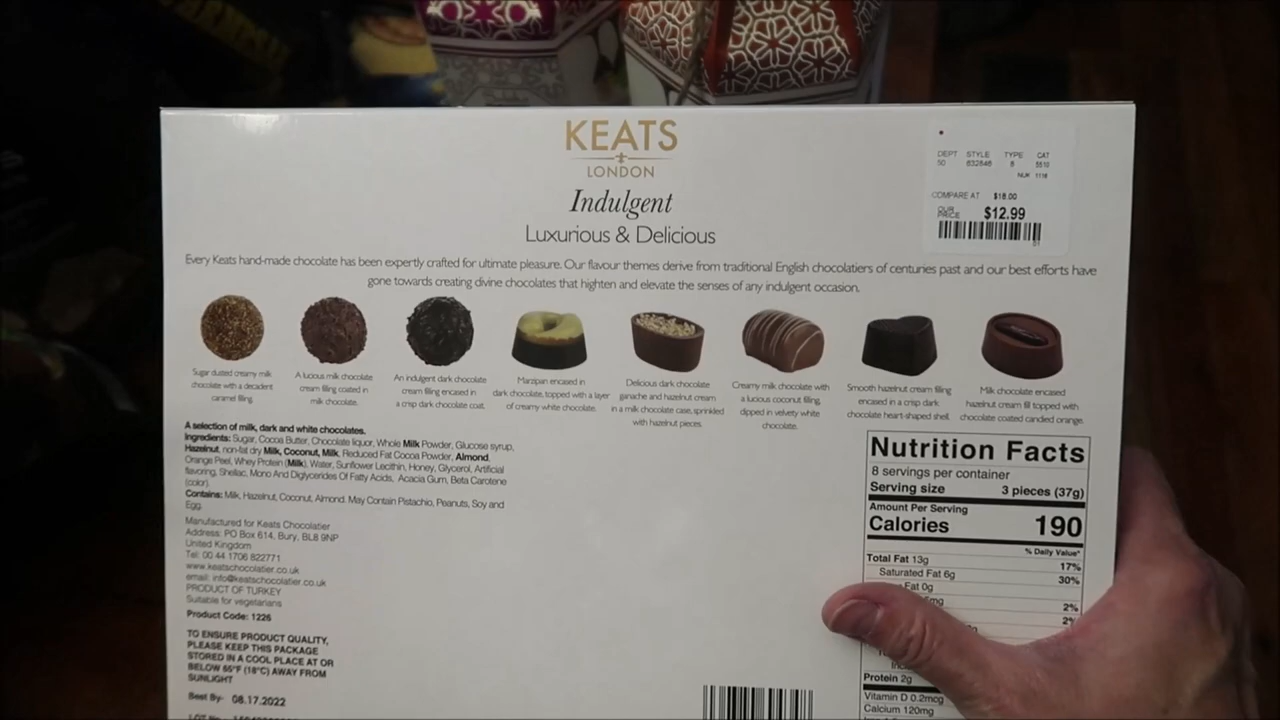 KEATS
LONDON
Indulgent
Luxurious & Delicious
DEPT STYLE TYPE CAT
50 632846 8 5510
1116
COMPARE AT $18.00
OUR PRICE $12.99
Every Keats hand-made chocolate has been expertly crafted for ultimate pleasure. Our flavour themes derive from traditional English chocolatiers of centuries past and our best efforts have
gone towards creating divine chocolates that highten and elevate the senses of any indulgent occasion.
Sugar dusted creamy milk
chocolate with a decadent
caramel filling.
A lucious milk chocolate
cream filling coated in
milk chocolate.
An indulgent dark chocolate
cream filling encased in
a crisp dark chocolate coat.
Marzipan encased in
dark chocolate, topped with a layer
of creamy white chocolate.
Delicious dark chocolate
ganache and hazelnut cream
in a milk chocolate case, sprinkled
with hazelnut pieces.
Creamy milk chocolate with
a lucious coconut filling,
dipped in velvety white
chocolate.
Smooth hazelnut cream filling
encased in a crisp dark
chocolate heart-shaped shell.
Milk chocolate encased
hazelnut cream fill topped with
chocolate coated candied orange.
A selection of milk, dark and white chocolates.
Ingredients: Sugar, Cocoa Butter, Chocolate liquor, Whole Milk Powder, Glucose syrup,
Hazelnut, non-fat dry Milk, Coconut, Milk, Reduced Fat Cocoa Powder, Almond,
Orange Peel, Whey Protein (Milk), Water, Sunflower Lecithin, Honey, Glycerol, Artificial
flavoring, Shellac, Mono And Diglycerides Of Fatty Acids, Acacia Gum, Beta Carotene
(color).
Contains: Milk, Hazelnut, Coconut, Almond. May Contain Pistachio, Peanuts, Soy and
Egg.
Manufactured for Keats Chocolatier
Address: PO Box 614, Bury, BL8 9NP
United Kingdom
Tel: 00 44 1706 822771
www.keatschocolatier.co.uk
email: info@keatschocolatier.co.uk
PRODUCT OF TURKEY
Suitable for vegetarians
Product Code: 1226
TO ENSURE PRODUCT QUALITY,
PLEASE KEEP THIS PACKAGE
STORED IN A COOL PLACE AT OR
BELOW 55°F (18°C) AWAY FROM
SUNLIGHT
Best By- 08.17.2022
Nutrition Facts
8 servings per container
Serving size 3 pieces (37g)
Amount Per Serving
Calories 190
% Daily Value*
Total Fat 13g 17%
Saturated Fat 6g 30%
Fat 0g
2%
Protein 2g
Vitamin D 0.2mcg
Calcium 120mg